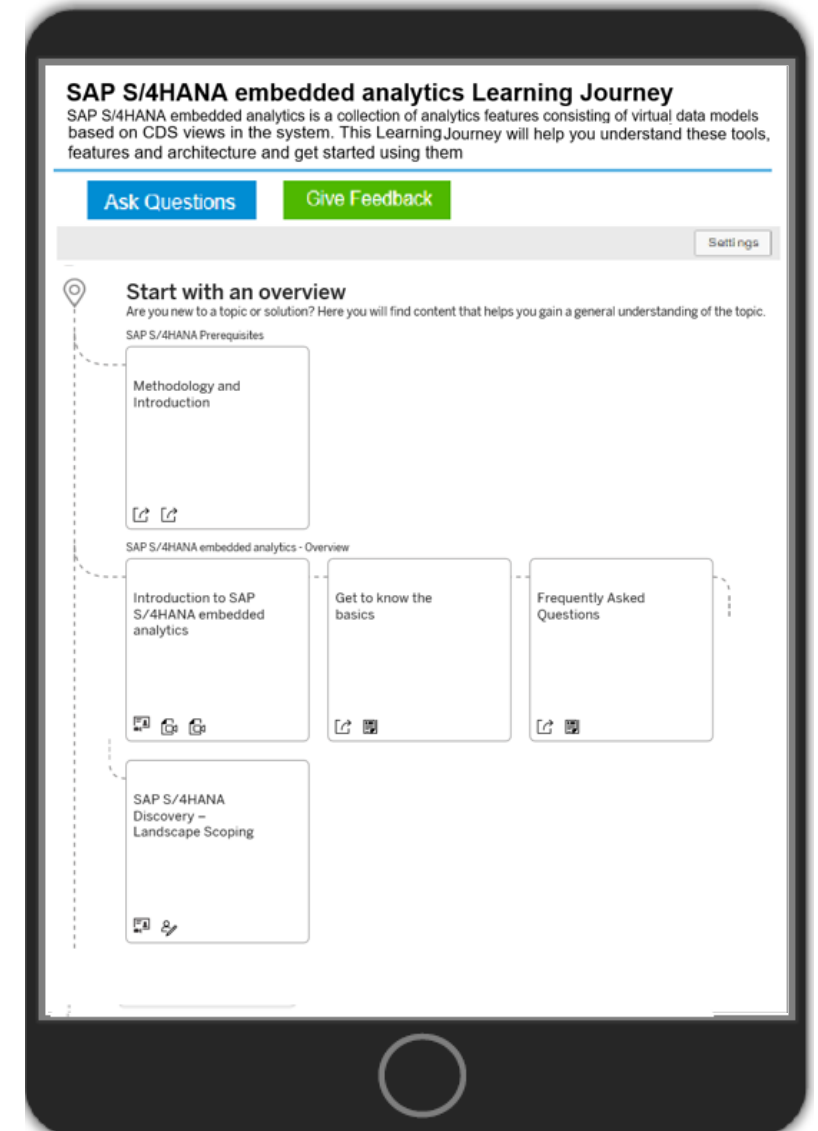 SAP S/4HANA embedded analytics Learning Journey
SAP S/4HANA embedded analytics is a collection of analytics features consisting of virtual data models
based on CDS views in the system. This Learning Journey will help you understand these tools,
features and architecture and get started using them
Ask Questions
Give Feedback
Settings
Start with an overview
Are you new to a topic or solution? Here you will find content that helps you gain a general understanding of the topic.
SAP S/4HANA Prerequisites
Methodology and
Introduction
SAP S/4HANA embedded analytics - Overview
Introduction to SAP
S/4HANA embedded
analytics
Get to know the
basics
Frequently Asked
Questions
SAP S/4HANA
Discovery –
Landscape Scoping